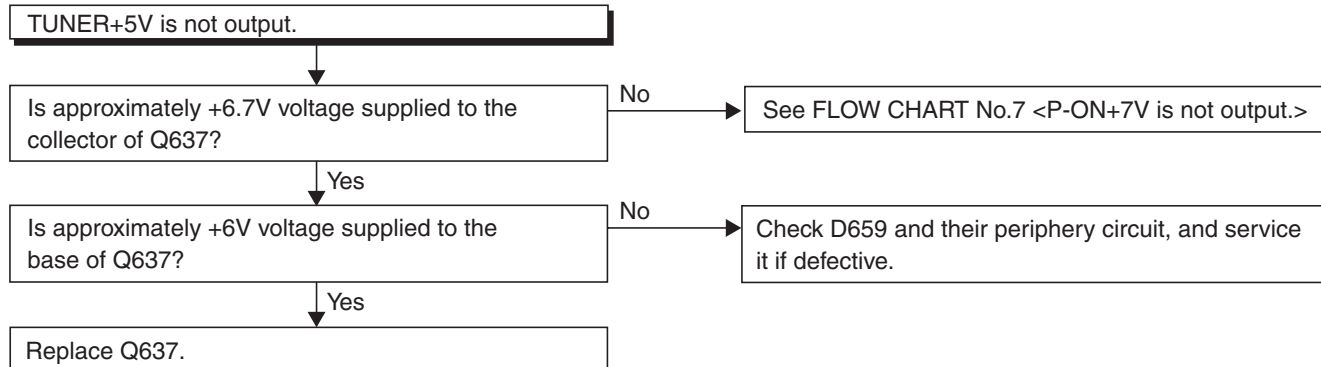 TUNER+5V is not output.
Is approximately +6.7V voltage supplied to the
collector of Q637?
No
See FLOW CHART No.7 <P-ON+7V is not output.>
Yes
Is approximately +6V voltage supplied to the
base of Q637?
No
Check D659 and their periphery circuit, and service
it if defective.
Yes
Replace Q637.